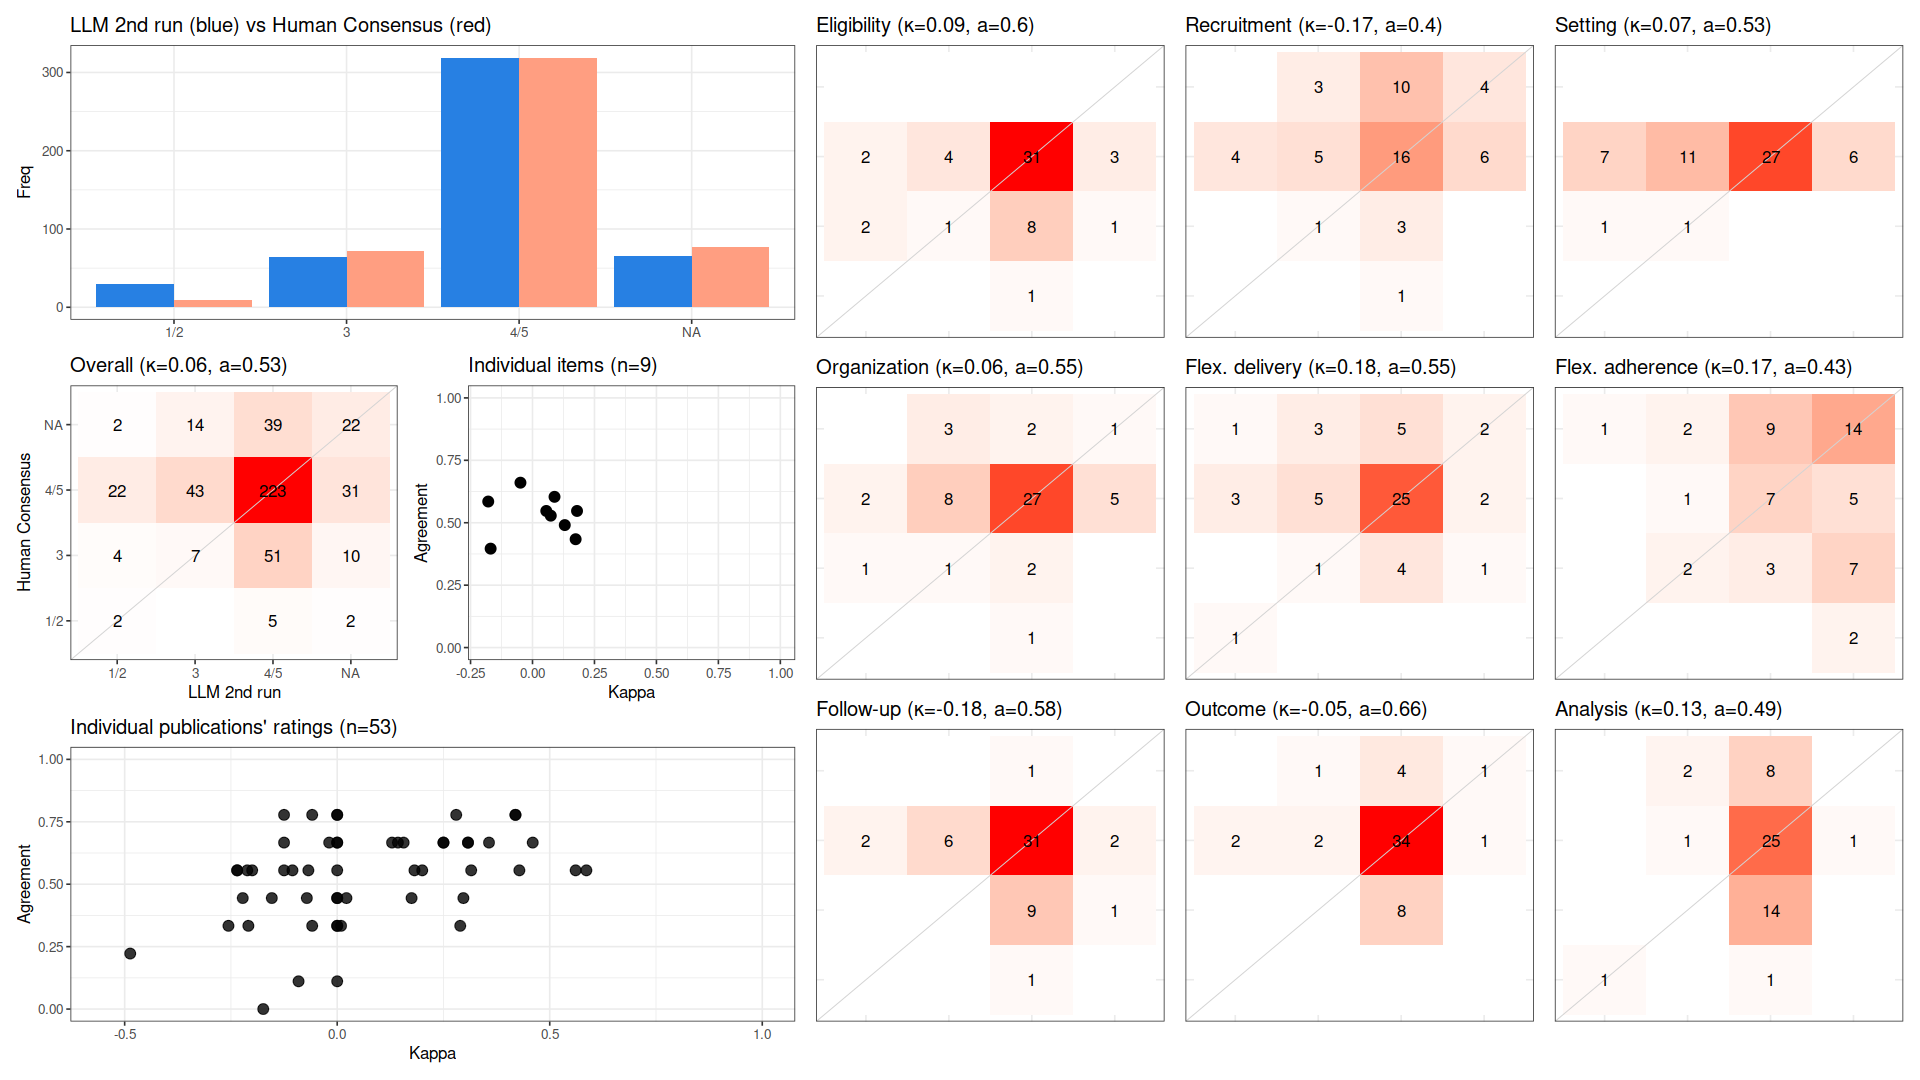 LLM 2nd run (blue) vs Human Consensus (red)
Freq
300
200
100
0
1/2 3 4/5 NA
Overall (κ=0.06, a=0.53)
Human Consensus
NA 2 14 39 22
4/5 22 43 223 31
3 4 7 51 10
1/2 2 5 2
1/2 3 4/5 NA
LLM 2nd run
Individual items (n=9)
Agreement
1.00
0.75
0.50
0.25
0.00
-0.25 0.00 0.25 0.50 0.75 1.00
Kappa
Individual publications' ratings (n=53)
Agreement
1.00
0.75
0.50
0.25
0.00
-0.5 0.0 0.5 1.0
Kappa
Eligibility (κ=0.09, a=0.6)
2 4 31 3
2 1 8 1
1
Recruitment (κ=-0.17, a=0.4)
3 10 4
4 5 16 6
1 3
1
Setting (κ=0.07, a=0.53)
7 11 27 6
1 1
Organization (κ=0.06, a=0.55)
3 2 1
2 8 27 5
1 1 2
1
Flex. delivery (κ=0.18, a=0.55)
1 3 5 2
3 5 25 2
1 4 1
1
Flex. adherence (κ=0.17, a=0.43)
1 2 9 14
1 7 5
2 3 7
2
Follow-up (κ=-0.18, a=0.58)
1
2 6 31 2
9 1
1
Outcome (κ=-0.05, a=0.66)
1 4 1
2 2 34 1
8
Analysis (κ=0.13, a=0.49)
2 8
1 25 1
14
1 1